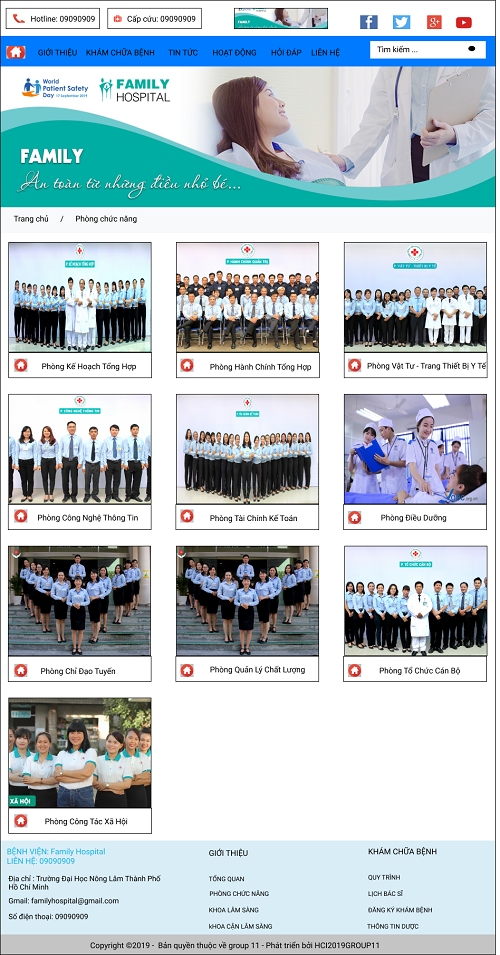 Hotline: 09090909
Cấp cứu: 09090909
GIỚI THIỆU KHÁM CHỮA BỆNH TIN TỨC HOẠT ĐỘNG HỎI ĐÁP LIÊN HỆ
Tìm kiếm ...
World
Patient Safety
Day 17 September 2019
FAMILY
HOSPITAL
FAMILY
An toàn từ những điều nhỏ bé...
Trang chủ / Phòng chức năng
Phòng Kế Hoạch Tổng Hợp
Phòng Hành Chính Tổng Hợp
Phòng Vật Tư - Trang Thiết Bị Y Tế
Phòng Công Nghệ Thông Tin
Phòng Tài Chính Kế Toán
Phòng Điều Dưỡng
Phòng Chỉ Đạo Tuyến
Phòng Quản Lý Chất Lượng
P. TỔ CHỨC CÁN BỘ
Phòng Tổ Chức Cán Bộ
XÃ HỘI
Phòng Công Tác Xã Hội
BỆNH VIỆN: Family Hospital
LIÊN HỆ: 09090909
Địa chỉ : Trường Đại Học Nông Lâm Thành Phố
Hồ Chí Minh
Gmail: familyhospital@gmail.com
Số điện thoại: 09090909
GIỚI THIỆU
TỔNG QUAN
PHÒNG CHỨC NĂNG
KHOA LÂM SÀNG
kHOA CẬN LÂM SÀNG
KHÁM CHỮA BỆNH
QUY TRÌNH
LỊCH BÁC SĨ
ĐĂNG KÝ KHÁM BỆNH
THÔNG TIN DƯỢC
Copyright ©2019 - Bản quyền thuộc về group 11 - Phát triển bởi HCI2019GROUP11